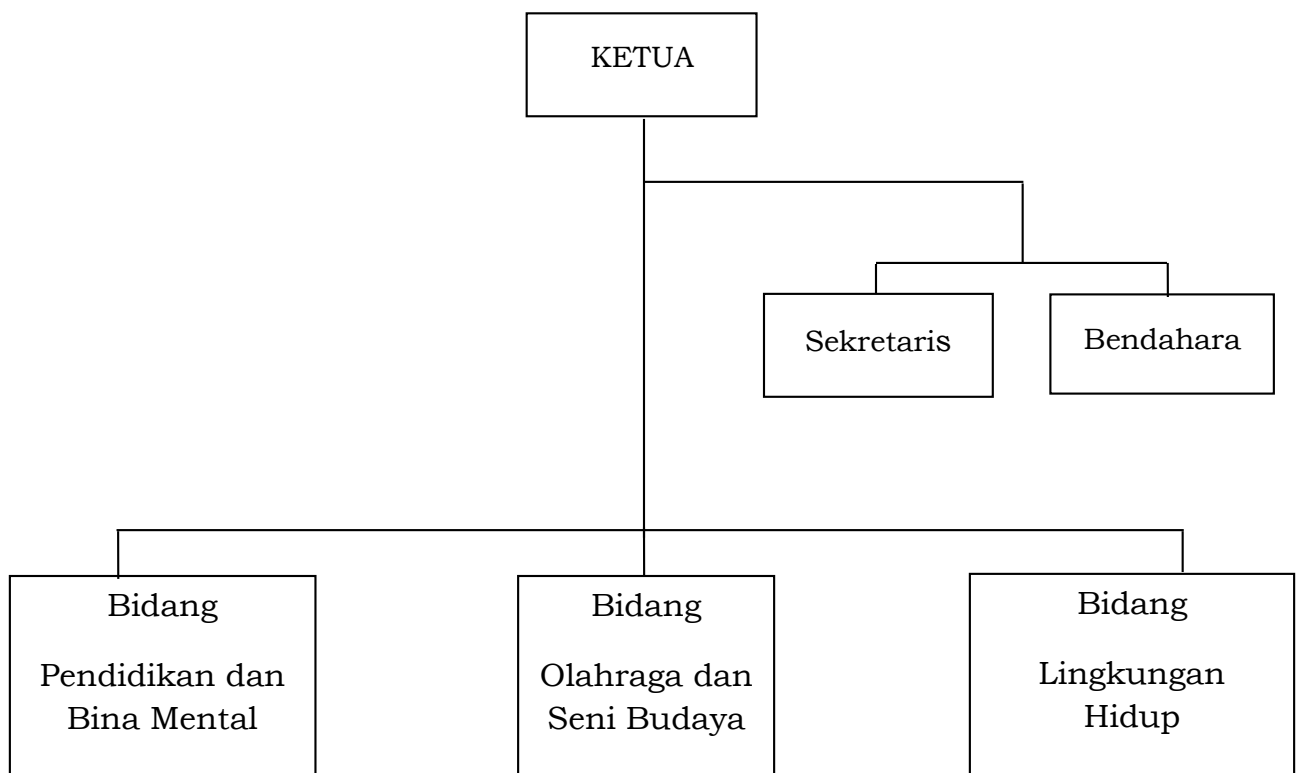 KETUA
Sekretaris
Bendahara
Bidang
Pendidikan dan
Bina Mental
Bidang
Olahraga dan
Seni Budaya
Bidang
Lingkungan
Hidup